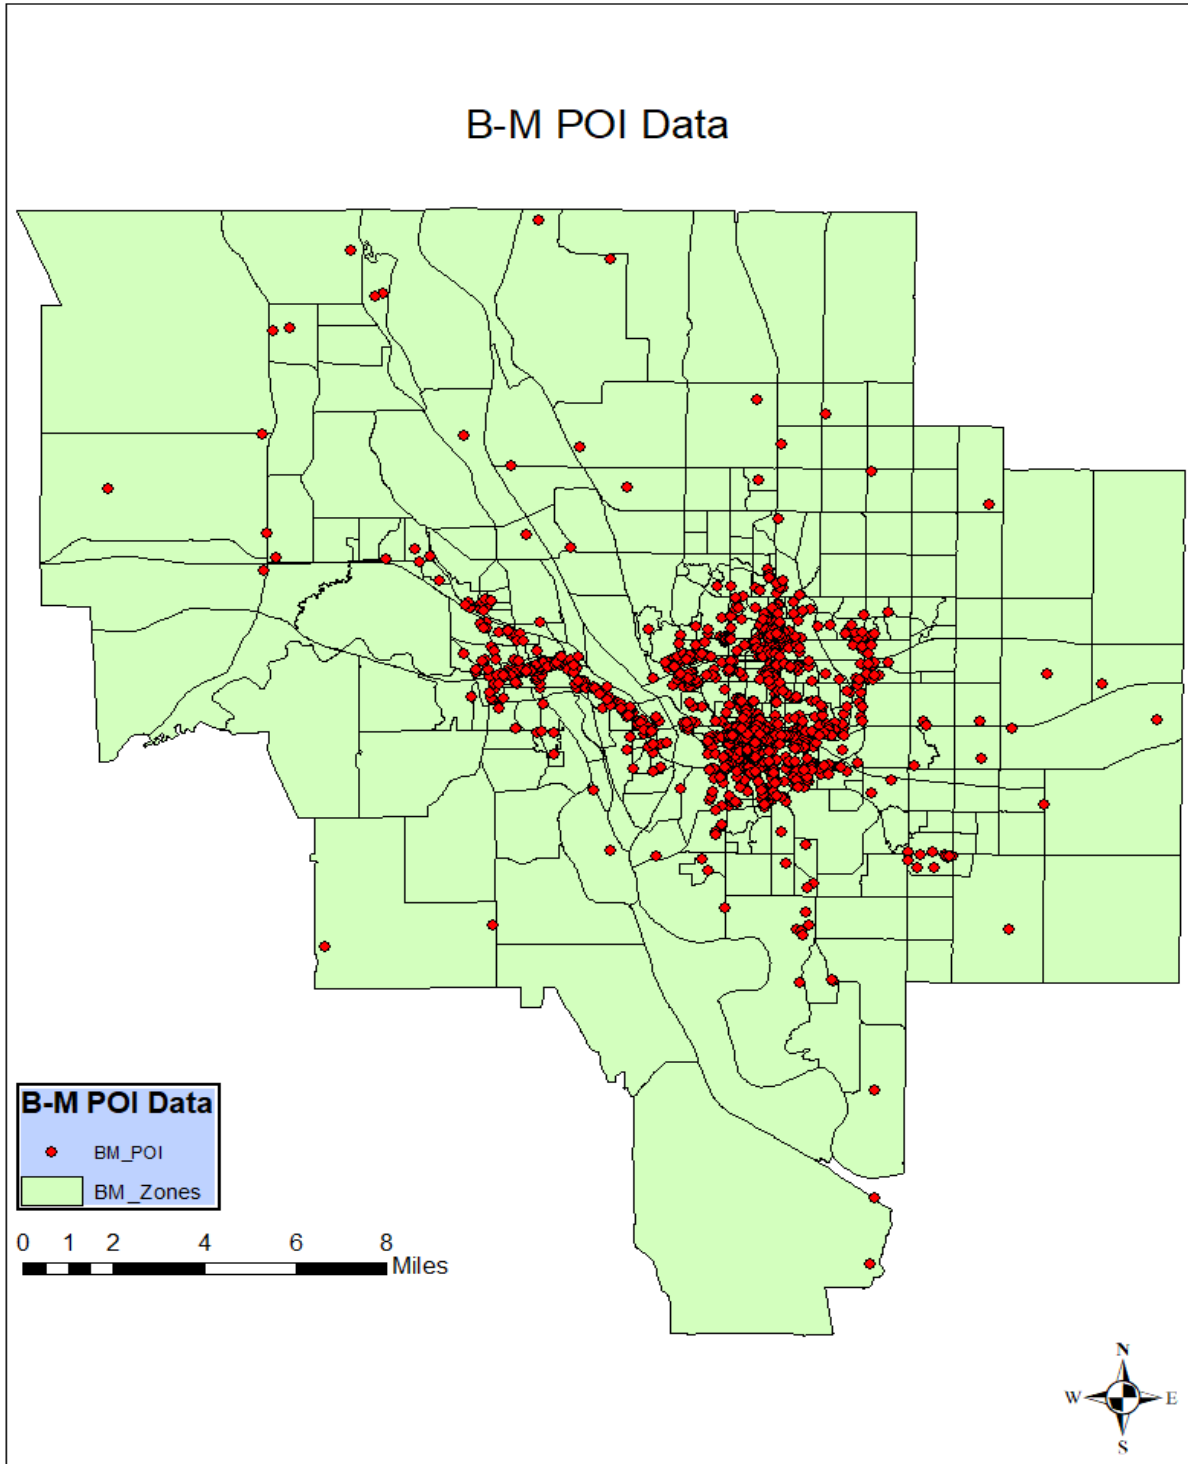 B-M POI Data
B-M POI Data
BM_POI
BM_Zones
0 1 2 4 6 8
Miles
N
W E
S